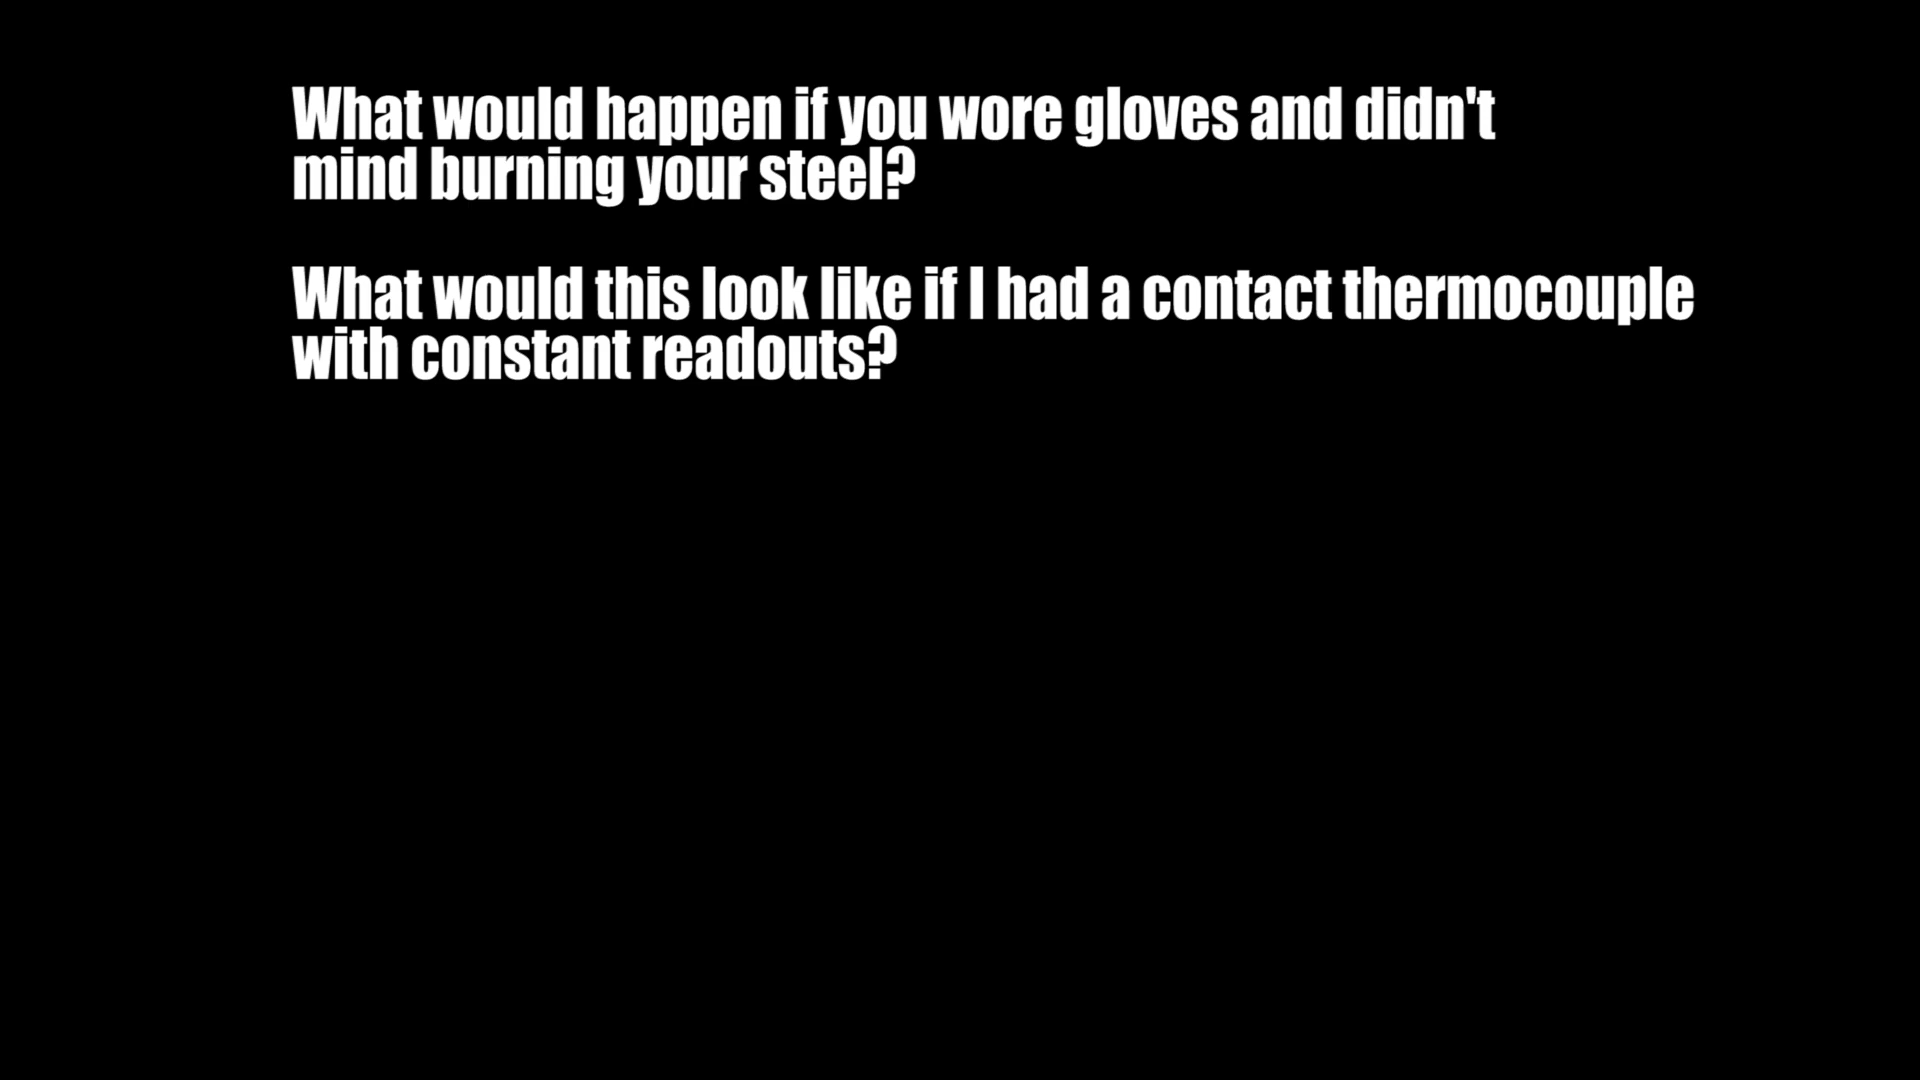 What would happen if you wore gloves and didn't
mind burning your steel?
What would this look like if I had a contact thermocouple
with constant readouts?